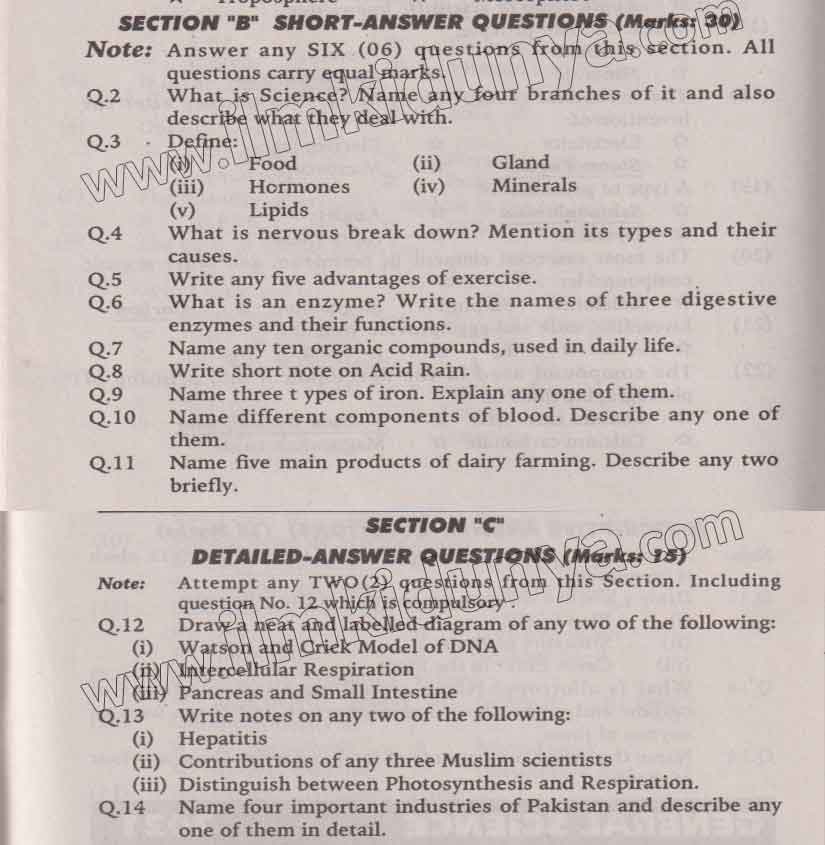 SECTION "B" SHORT-ANSWER QUESTIONS (Marks: 30)
Note: Answer any SIX (06) questions from this section. All
questions carry equal marks.
Q.2 What is Science? Name any four branches of it and also
describe what they deal with.
Q.3 Define:
(i) Food (ii) Gland
(iii) Hormones (iv) Minerals
(v) Lipids
Q.4 What is nervous break down? Mention its types and their
causes.
Q.5 Write any five advantages of exercise.
Q.6 What is an enzyme? Write the names of three digestive
enzymes and their functions.
Q.7 Name any ten organic compounds, used in daily life.
Q.8 Write short note on Acid Rain.
Q.9 Name three t ypes of iron. Explain any one of them.
Q.10 Name different components of blood. Describe any one of
them.
Q.11 Name five main products of dairy farming. Describe any two
briefly.
www.ilmkidunya.com
SECTION "C"
DETAILED-ANSWER QUESTIONS (Marks: 15)
Note: Attempt any TWO(2) questions from this Section. Including
question No. 12 which is compulsory .
Q.12 Draw a neat and labelled diagram of any two of the following:
(i) Watson and Crick Model of DNA
(ii) Intercellular Respiration
(iii) Pancreas and Small Intestine
Q.13 Write notes on any two of the following:
(i) Hepatitis
(ii) Contributions of any three Muslim scientists
(iii) Distinguish between Photosynthesis and Respiration.
Q.14 Name four important industries of Pakistan and describe any
one of them in detail.
www.ilmkidunya.com